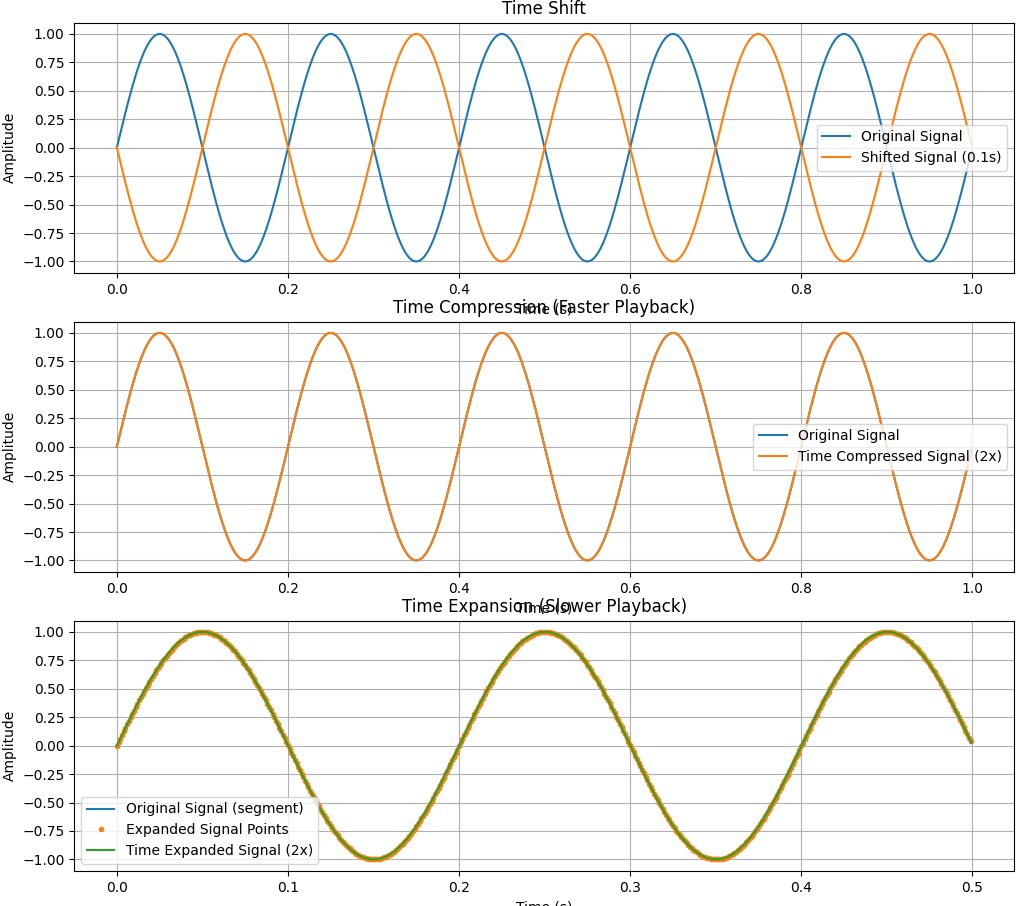 Time Shift
1.00
0.75
0.50
0.25
0.00
−0.25
−0.50
−0.75
−1.00
Amplitude
Original Signal
Shifted Signal (0.1s)
0.0 0.2 0.4 0.6 0.8 1.0
Time (s)
Time Compression (Faster Playback)
1.00
0.75
0.50
0.25
0.00
−0.25
−0.50
−0.75
−1.00
Amplitude
Original Signal
Time Compressed Signal (2x)
0.0 0.2 0.4 0.6 0.8 1.0
Time (s)
Time Expansion (Slower Playback)
1.00
0.75
0.50
0.25
0.00
−0.25
−0.50
−0.75
−1.00
Amplitude
Original Signal (segment)
Expanded Signal Points
Time Expanded Signal (2x)
0.0 0.1 0.2 0.3 0.4 0.5
Time (s)